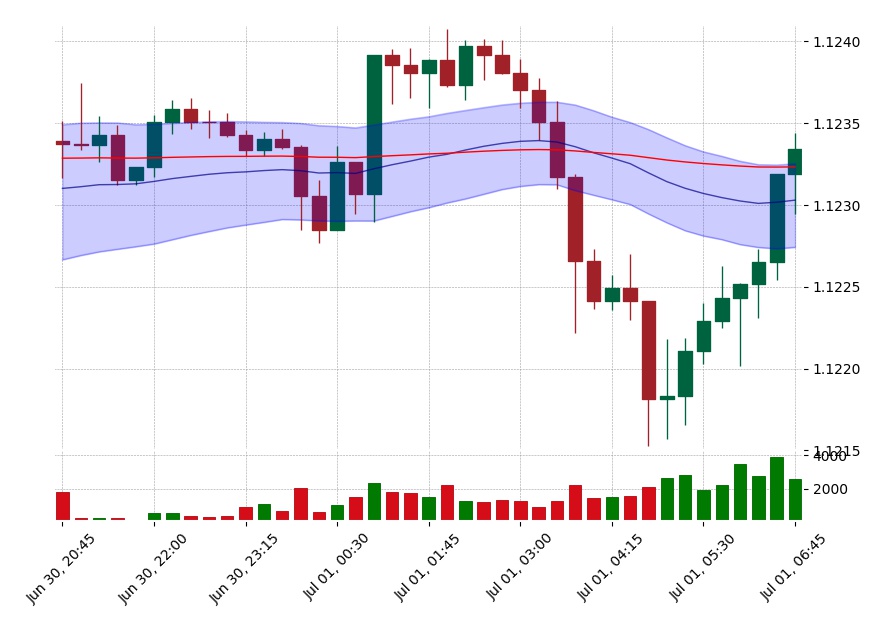 1.1240
1.1235
1.1230
1.1225
1.1220
1.1215
4000
2000
Jun 30, 20:45
Jun 30, 22:00
Jun 30, 23:15
Jul 01, 00:30
Jul 01, 01:45
Jul 01, 03:00
Jul 01, 04:15
Jul 01, 05:30
Jul 01, 06:45